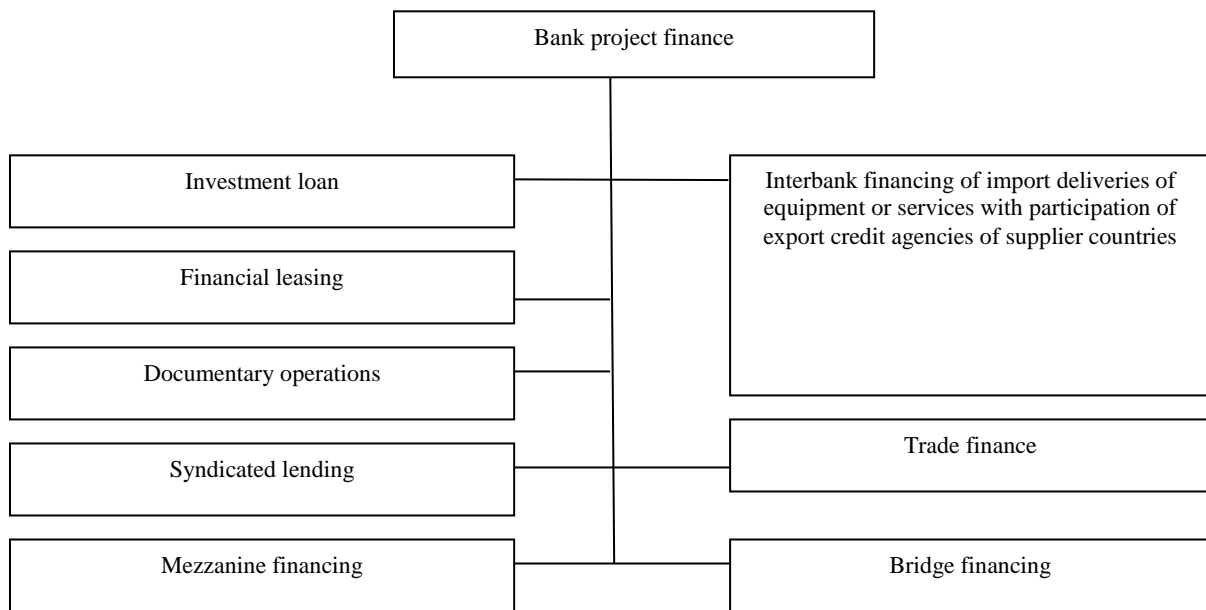 Bank project finance
Investment loan
Interbank financing of import deliveries of
equipment or services with participation of
export credit agencies of supplier countries
Financial leasing
Documentary operations
Syndicated lending
Trade finance
Mezzanine financing
Bridge financing